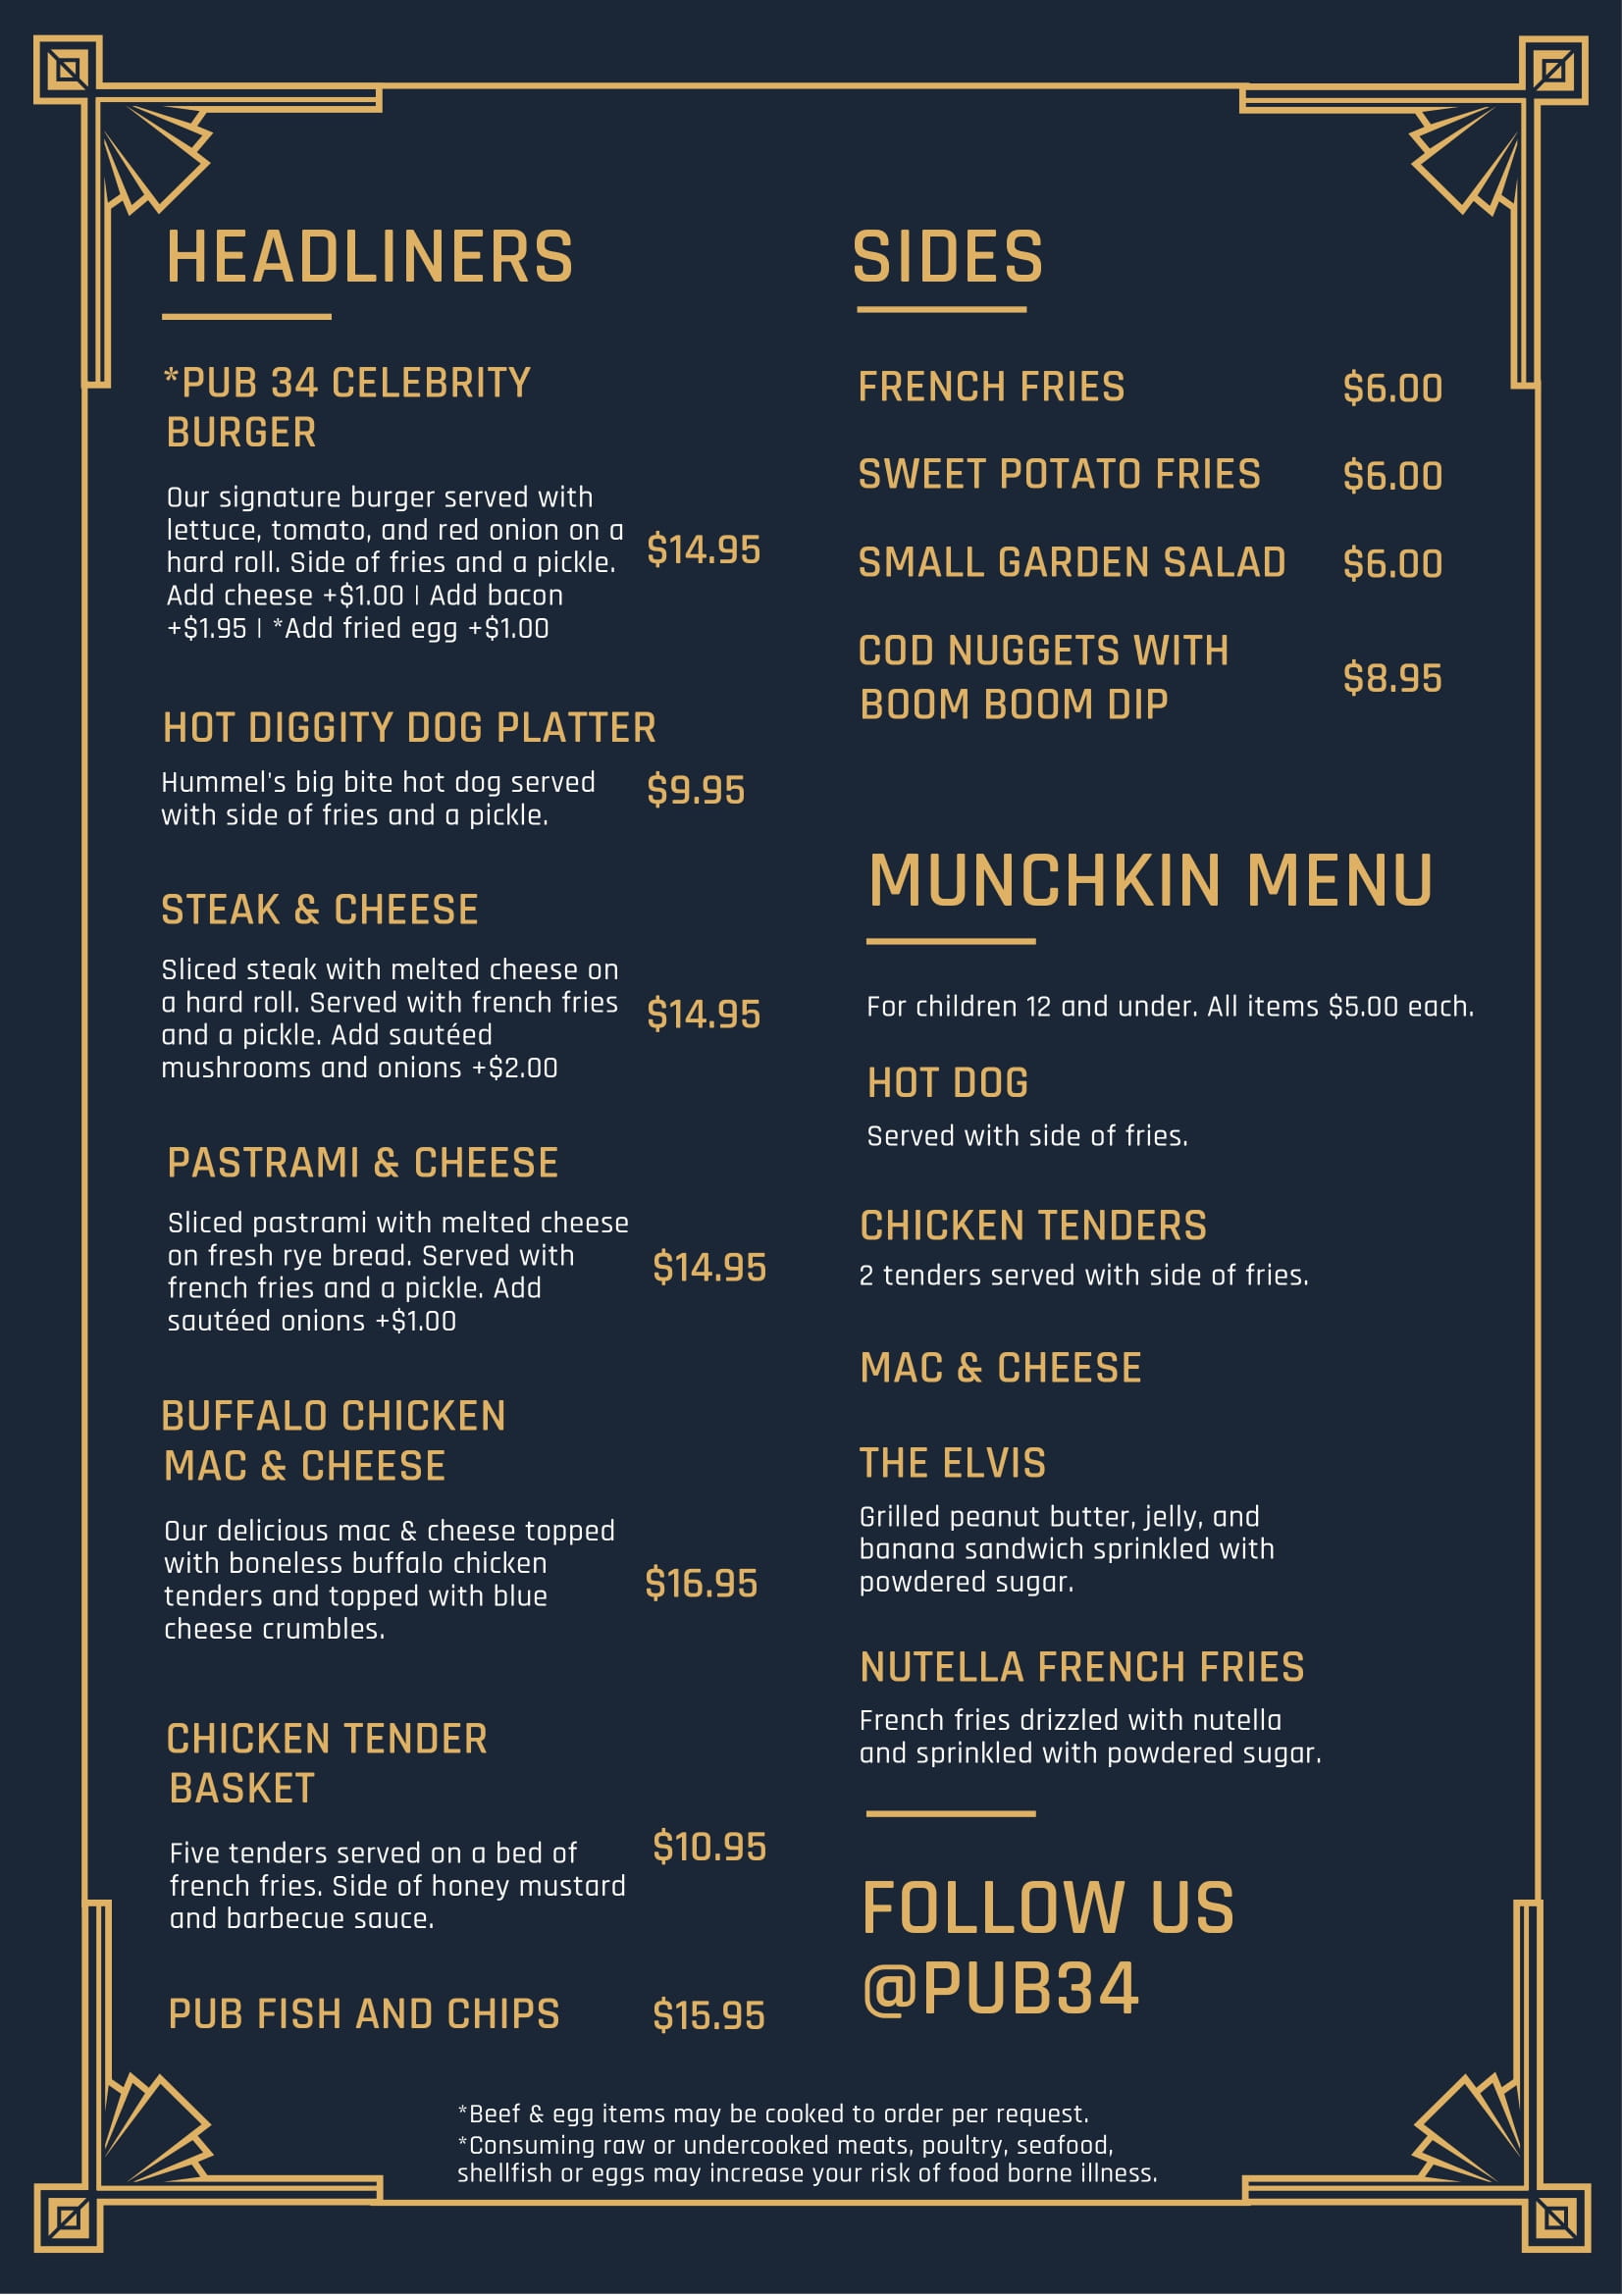 HEADLINERS
*PUB 34 CELEBRITY
BURGER
Our signature burger served with
lettuce, tomato, and red onion on a
hard roll. Side of fries and a pickle.
Add cheese +$1.00 | Add bacon
+$1.95 | *Add fried egg +$1.00
$14.95
HOT DIGGITY DOG PLATTER
Hummel's big bite hot dog served
with side of fries and a pickle.
$9.95
STEAK & CHEESE
Sliced steak with melted cheese on
a hard roll. Served with french fries
and a pickle. Add sautéed
mushrooms and onions +$2.00
$14.95
PASTRAMI & CHEESE
Sliced pastrami with melted cheese
on fresh rye bread. Served with
french fries and a pickle. Add
sautéed onions +$1.00
$14.95
BUFFALO CHICKEN
MAC & CHEESE
Our delicious mac & cheese topped
with boneless buffalo chicken
tenders and topped with blue
cheese crumbles.
$16.95
CHICKEN TENDER
BASKET
Five tenders served on a bed of
french fries. Side of honey mustard
and barbecue sauce.
$10.95
PUB FISH AND CHIPS $15.95
SIDES
FRENCH FRIES $6.00
SWEET POTATO FRIES $6.00
SMALL GARDEN SALAD $6.00
COD NUGGETS WITH
BOOM BOOM DIP
$8.95
MUNCHKIN MENU
For children 12 and under. All items $5.00 each.
HOT DOG
Served with side of fries.
CHICKEN TENDERS
2 tenders served with side of fries.
MAC & CHEESE
THE ELVIS
Grilled peanut butter, jelly, and
banana sandwich sprinkled with
powdered sugar.
NUTELLA FRENCH FRIES
French fries drizzled with nutella
and sprinkled with powdered sugar.
FOLLOW US
@PUB34
*Beef & egg items may be cooked to order per request.
*Consuming raw or undercooked meats, poultry, seafood,
shellfish or eggs may increase your risk of food borne illness.